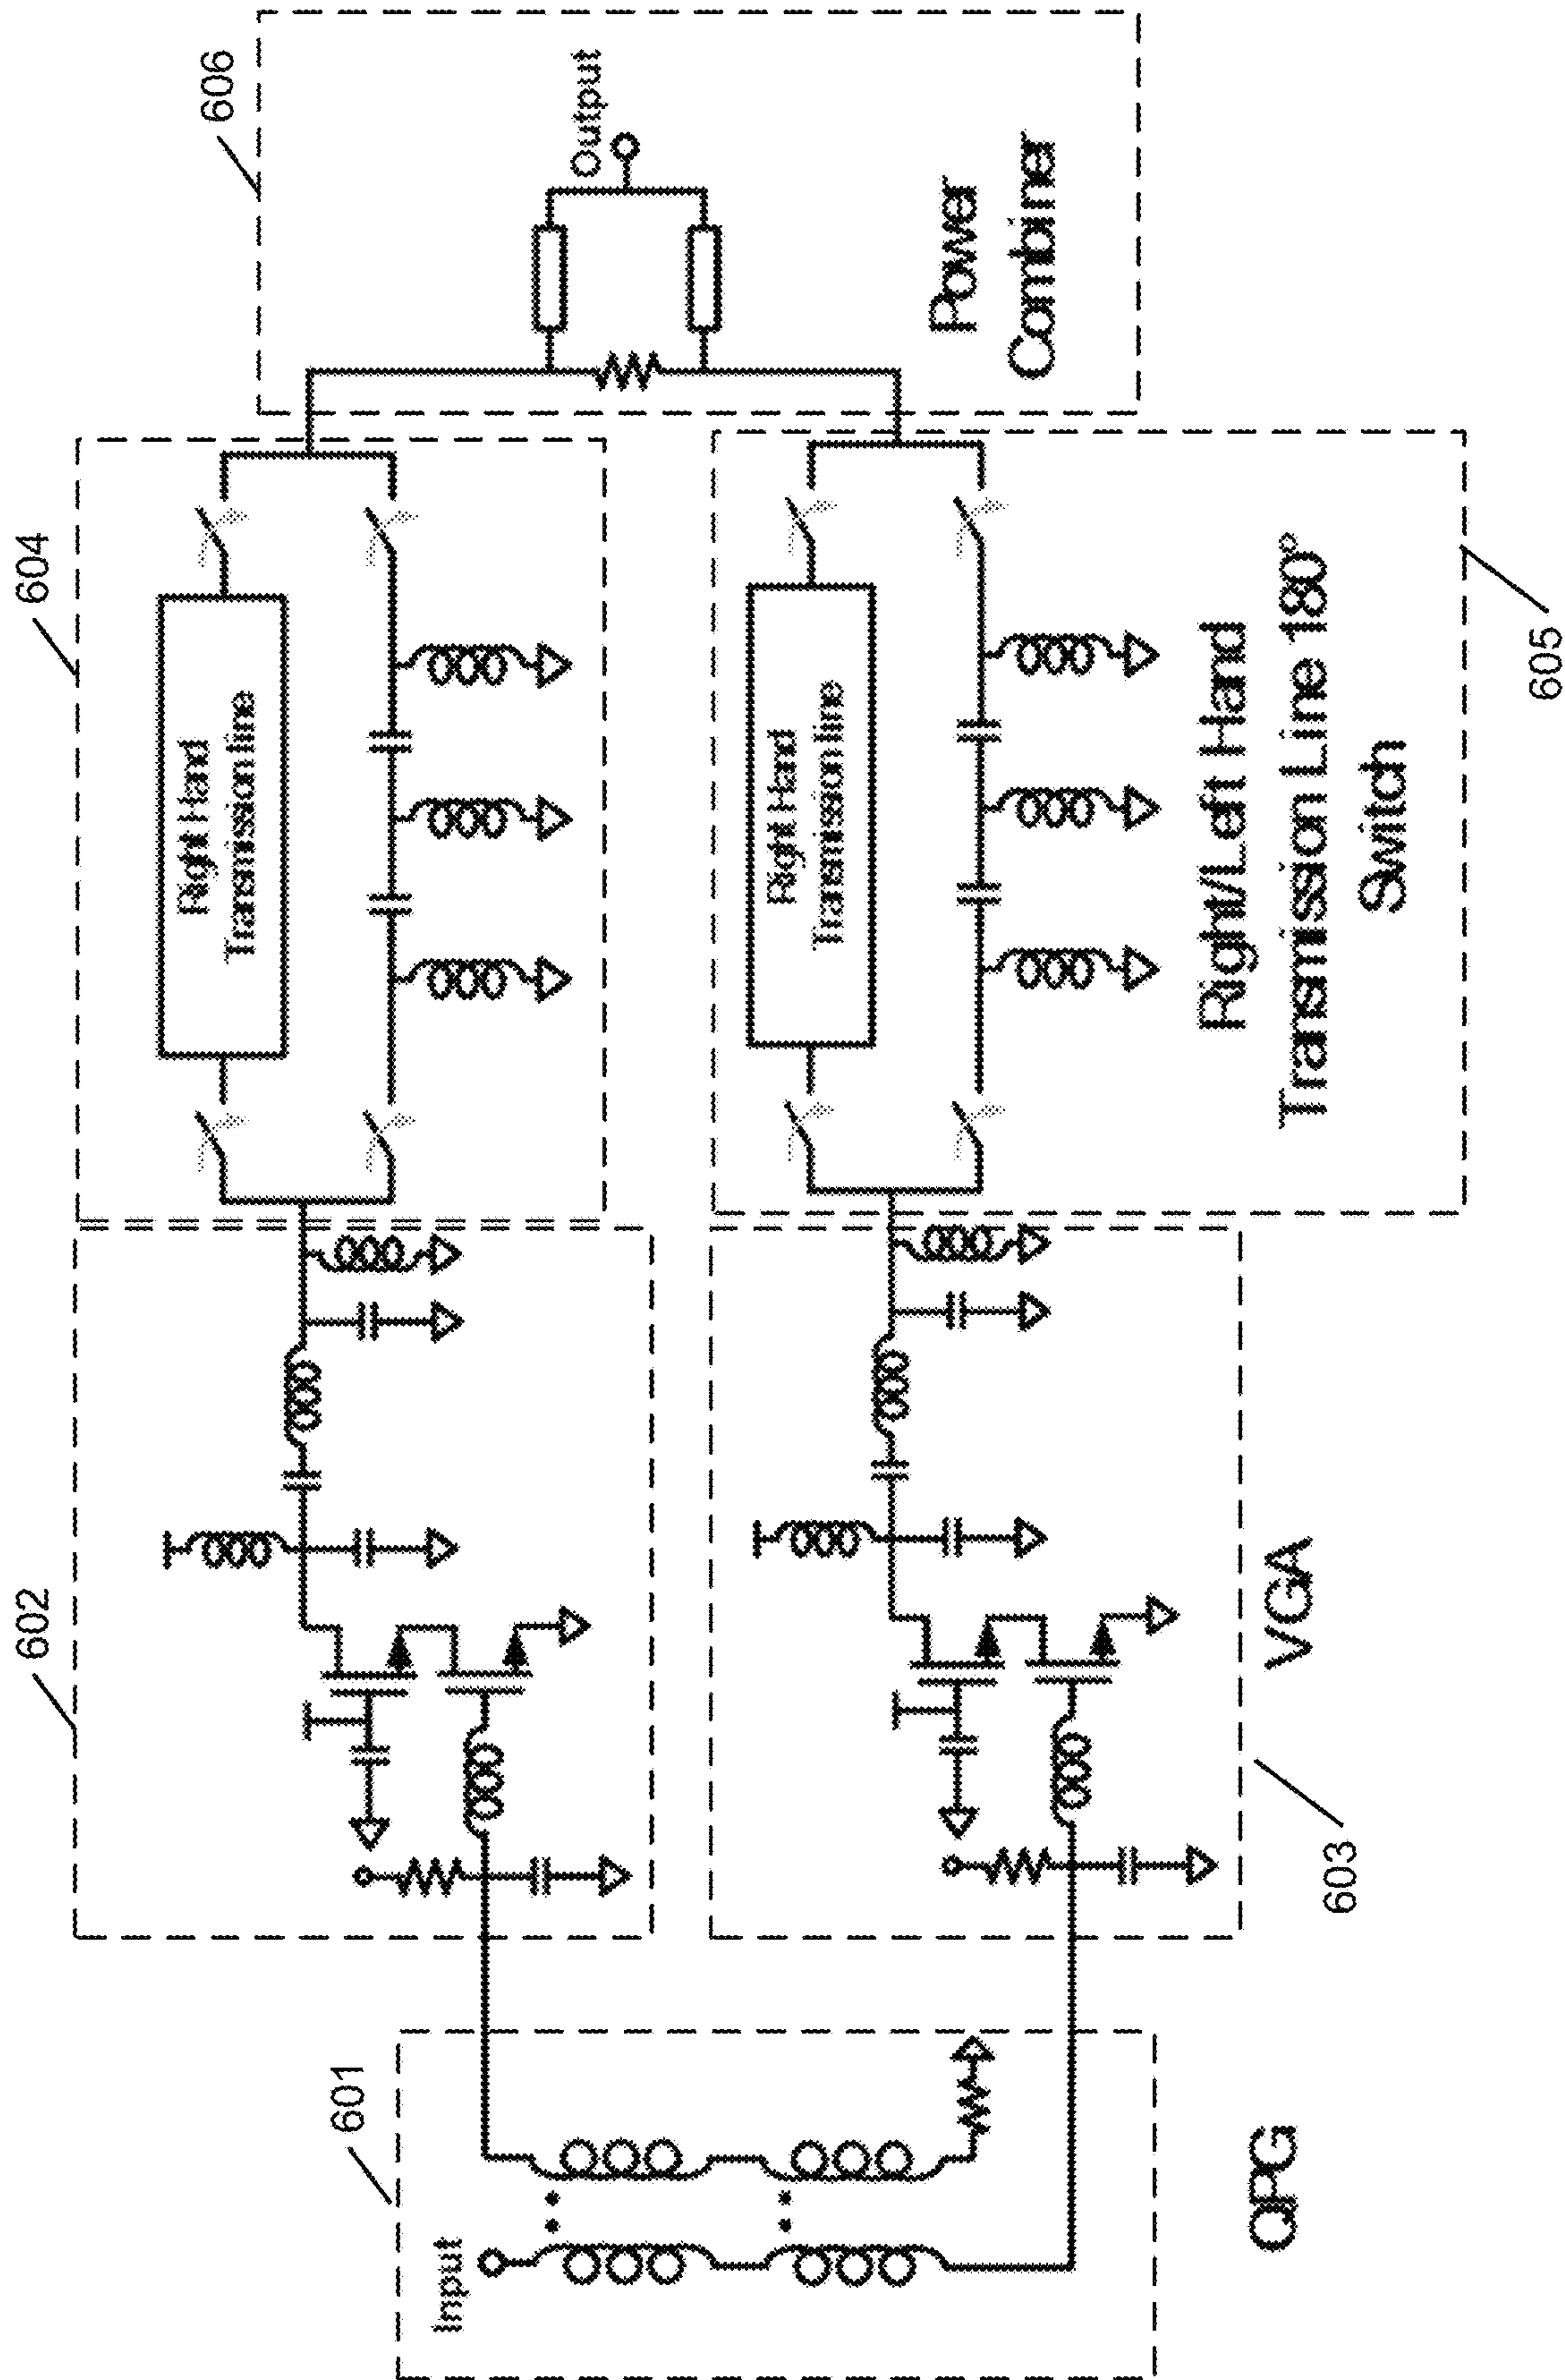 601
Input
QPG
602
603
VGA
604
Right Hand
Transmission line
Right Hand
Transmission line
Right/Left Hand
Transmission Line 180°
Switch
605
606
Output
Power
Combiner